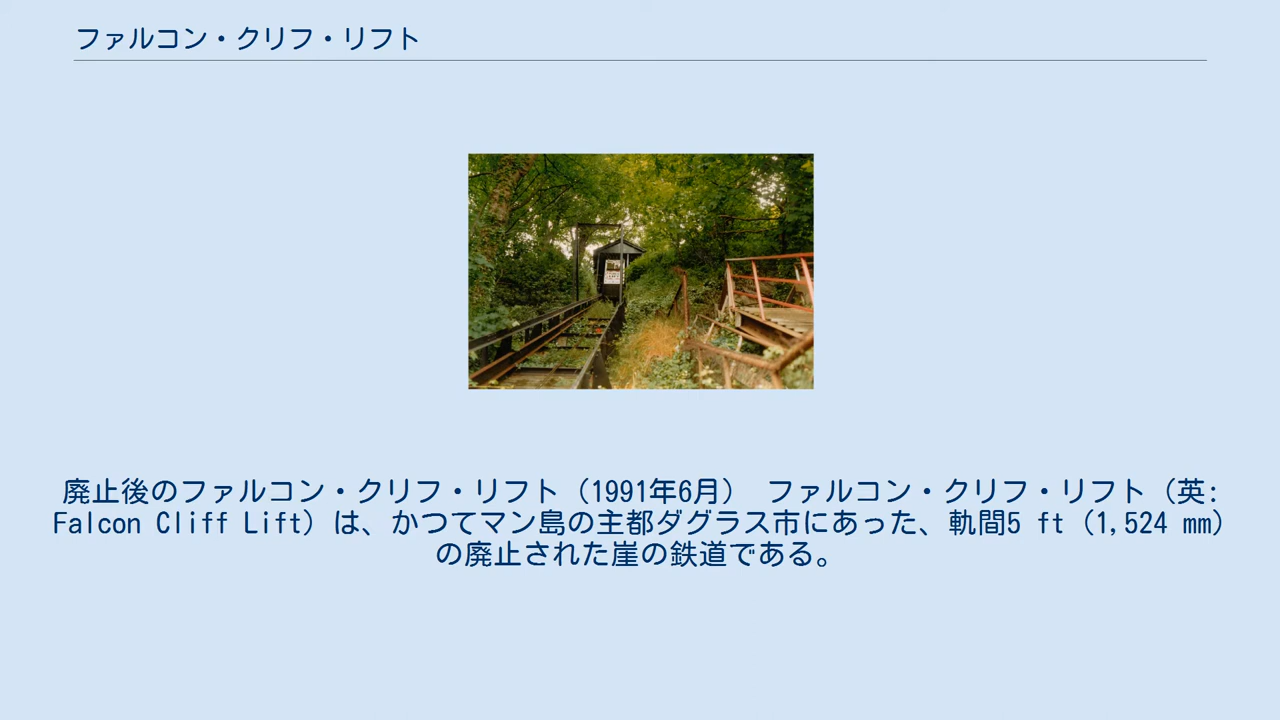 ファルコン・クリフ・リフト
廃止後のファルコン・クリフ・リフト（1991年6月） ファルコン・クリフ・リフト（英:
Falcon Cliff Lift）は、かつてマン島の主都ダグラス市にあった、軌間5 ft（1,524 mm）
の廃止された崖の鉄道である。